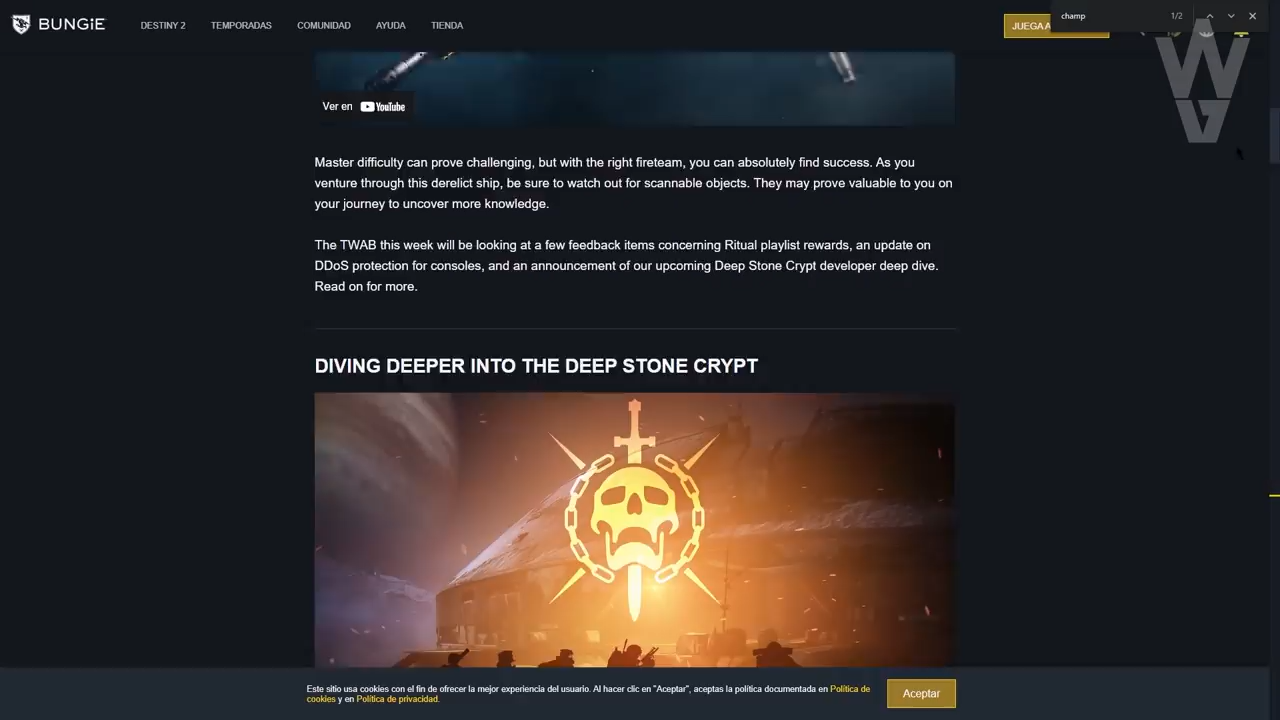 BUNGiE DESTINY 2 TEMPORADAS COMUNIDAD AYUDA TIENDA
JUEGA A
champ 1/2
Ver en YouTube
Master difficulty can prove challenging, but with the right fireteam, you can absolutely find success. As you
venture through this derelict ship, be sure to watch out for scannable objects. They may prove valuable to you on
your journey to uncover more knowledge.
The TWAB this week will be looking at a few feedback items concerning Ritual playlist rewards, an update on
DDoS protection for consoles, and an announcement of our upcoming Deep Stone Crypt developer deep dive.
Read on for more.
DIVING DEEPER INTO THE DEEP STONE CRYPT
Este sitio usa cookies con el fin de ofrecer la mejor experiencia del usuario. Al hacer clic en "Aceptar", aceptas la política documentada en Política de
cookies y en Política de privacidad.
Aceptar